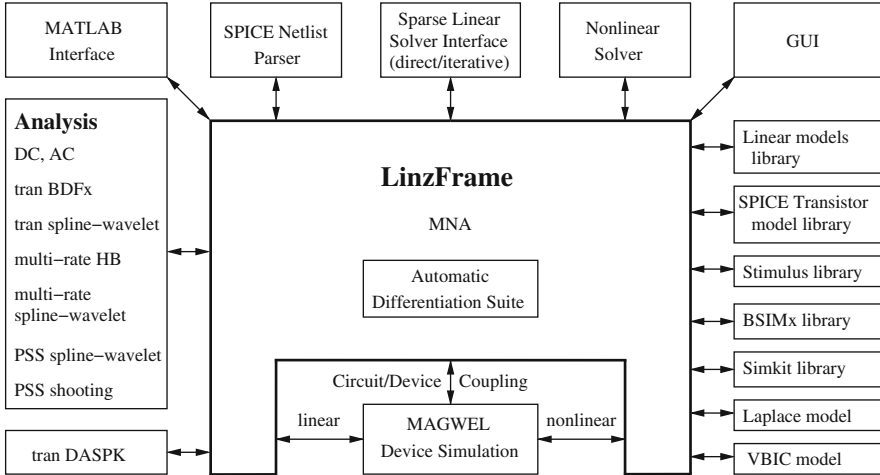 MATLAB
Interface
SPICE Netlist
Parser
Sparse Linear
Solver Interface
(direct/iterative)
Nonlinear
Solver
GUI
Analysis
DC, AC
tran BDFx
tran spline−wavelet
multi−rate HB
multi−rate
spline−wavelet
PSS spline−wavelet
PSS shooting
tran DASPK
LinzFrame
MNA
Automatic
Differentiation Suite
Circuit/Device Coupling
linear
MAGWEL
Device Simulation
nonlinear
Linear models
library
SPICE Transistor
model library
Stimulus library
BSIMx library
Simkit library
Laplace model
VBIC model